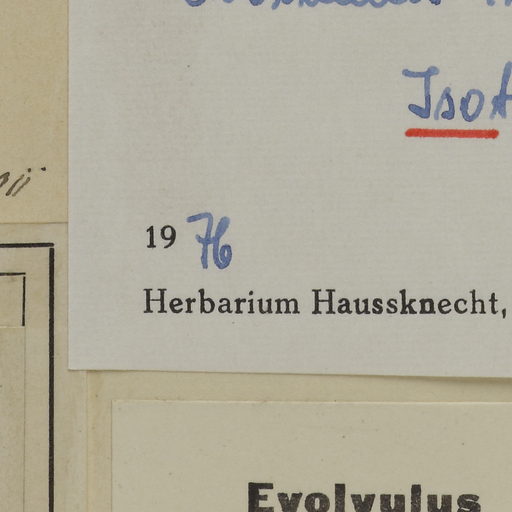 Isot
19 76
Herbarium Haussknecht,
Evolvulus